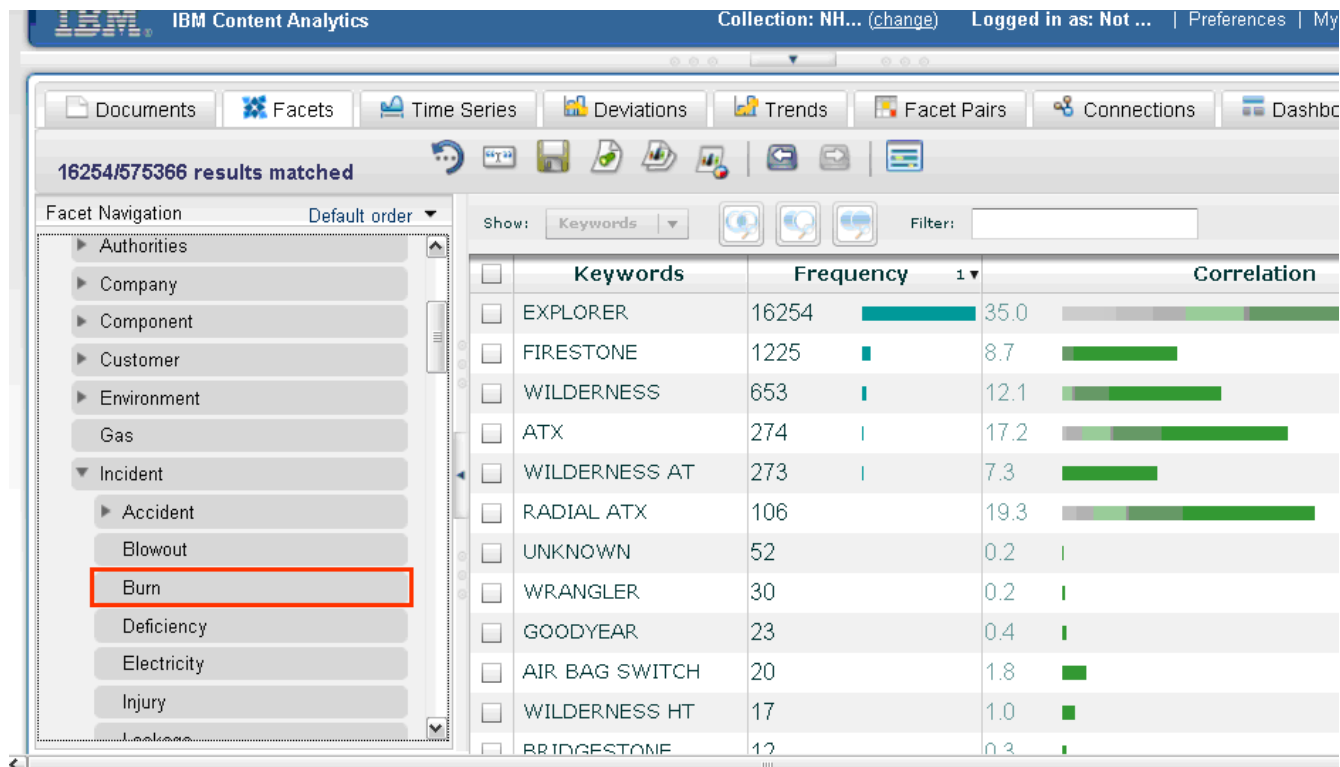 IBM IBM Content Analytics Collection: NH... (change) Logged in as: Not ... | Preferences | My
Documents Facets Time Series Deviations Trends Facet Pairs Connections Dashbo
16254/575366 results matched
Facet Navigation Default order
Show: Keywords Filter:
Authorities
Company
Component
Customer
Environment
Gas
Incident
Accident
Blowout
Burn
Deficiency
Electricity
Injury
Keywords Frequency 1 Correlation
EXPLORER 16254 35.0
FIRESTONE 1225 8.7
WILDERNESS 653 12.1
ATX 274 17.2
WILDERNESS AT 273 7.3
RADIAL ATX 106 19.3
UNKNOWN 52 0.2
WRANGLER 30 0.2
GOODYEAR 23 0.4
AIR BAG SWITCH 20 1.8
WILDERNESS HT 17 1.0
BRIDGESTONE 12 0.3